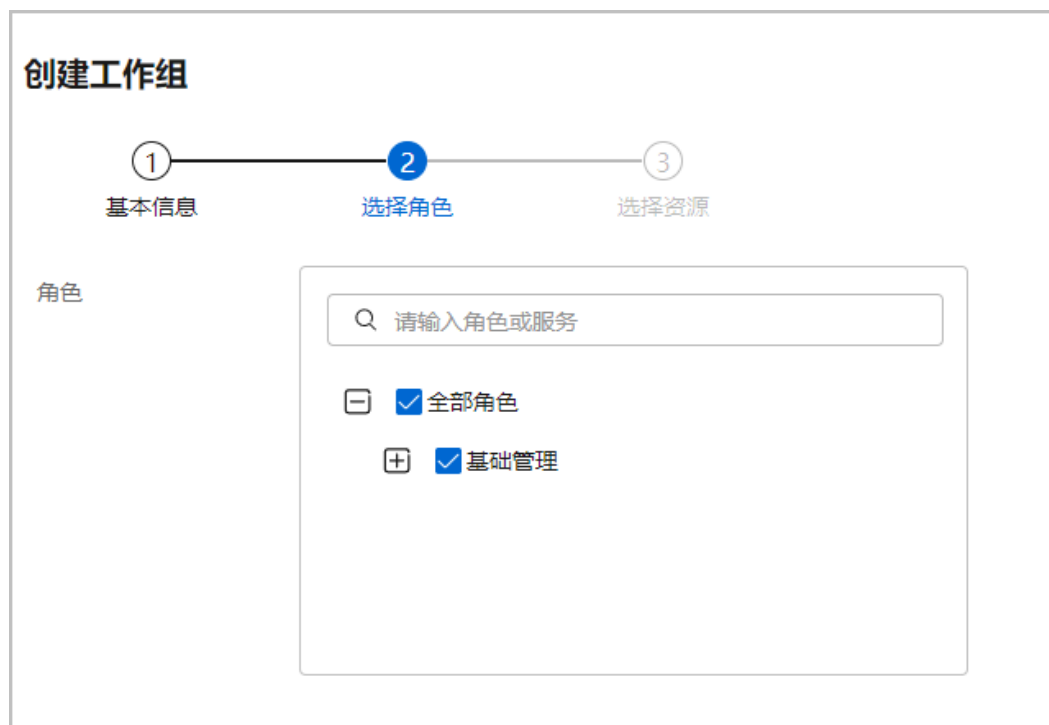 创建工作组
1 2 3
基本信息 选择角色 选择资源
角色
请输入角色或服务
全部角色
基础管理